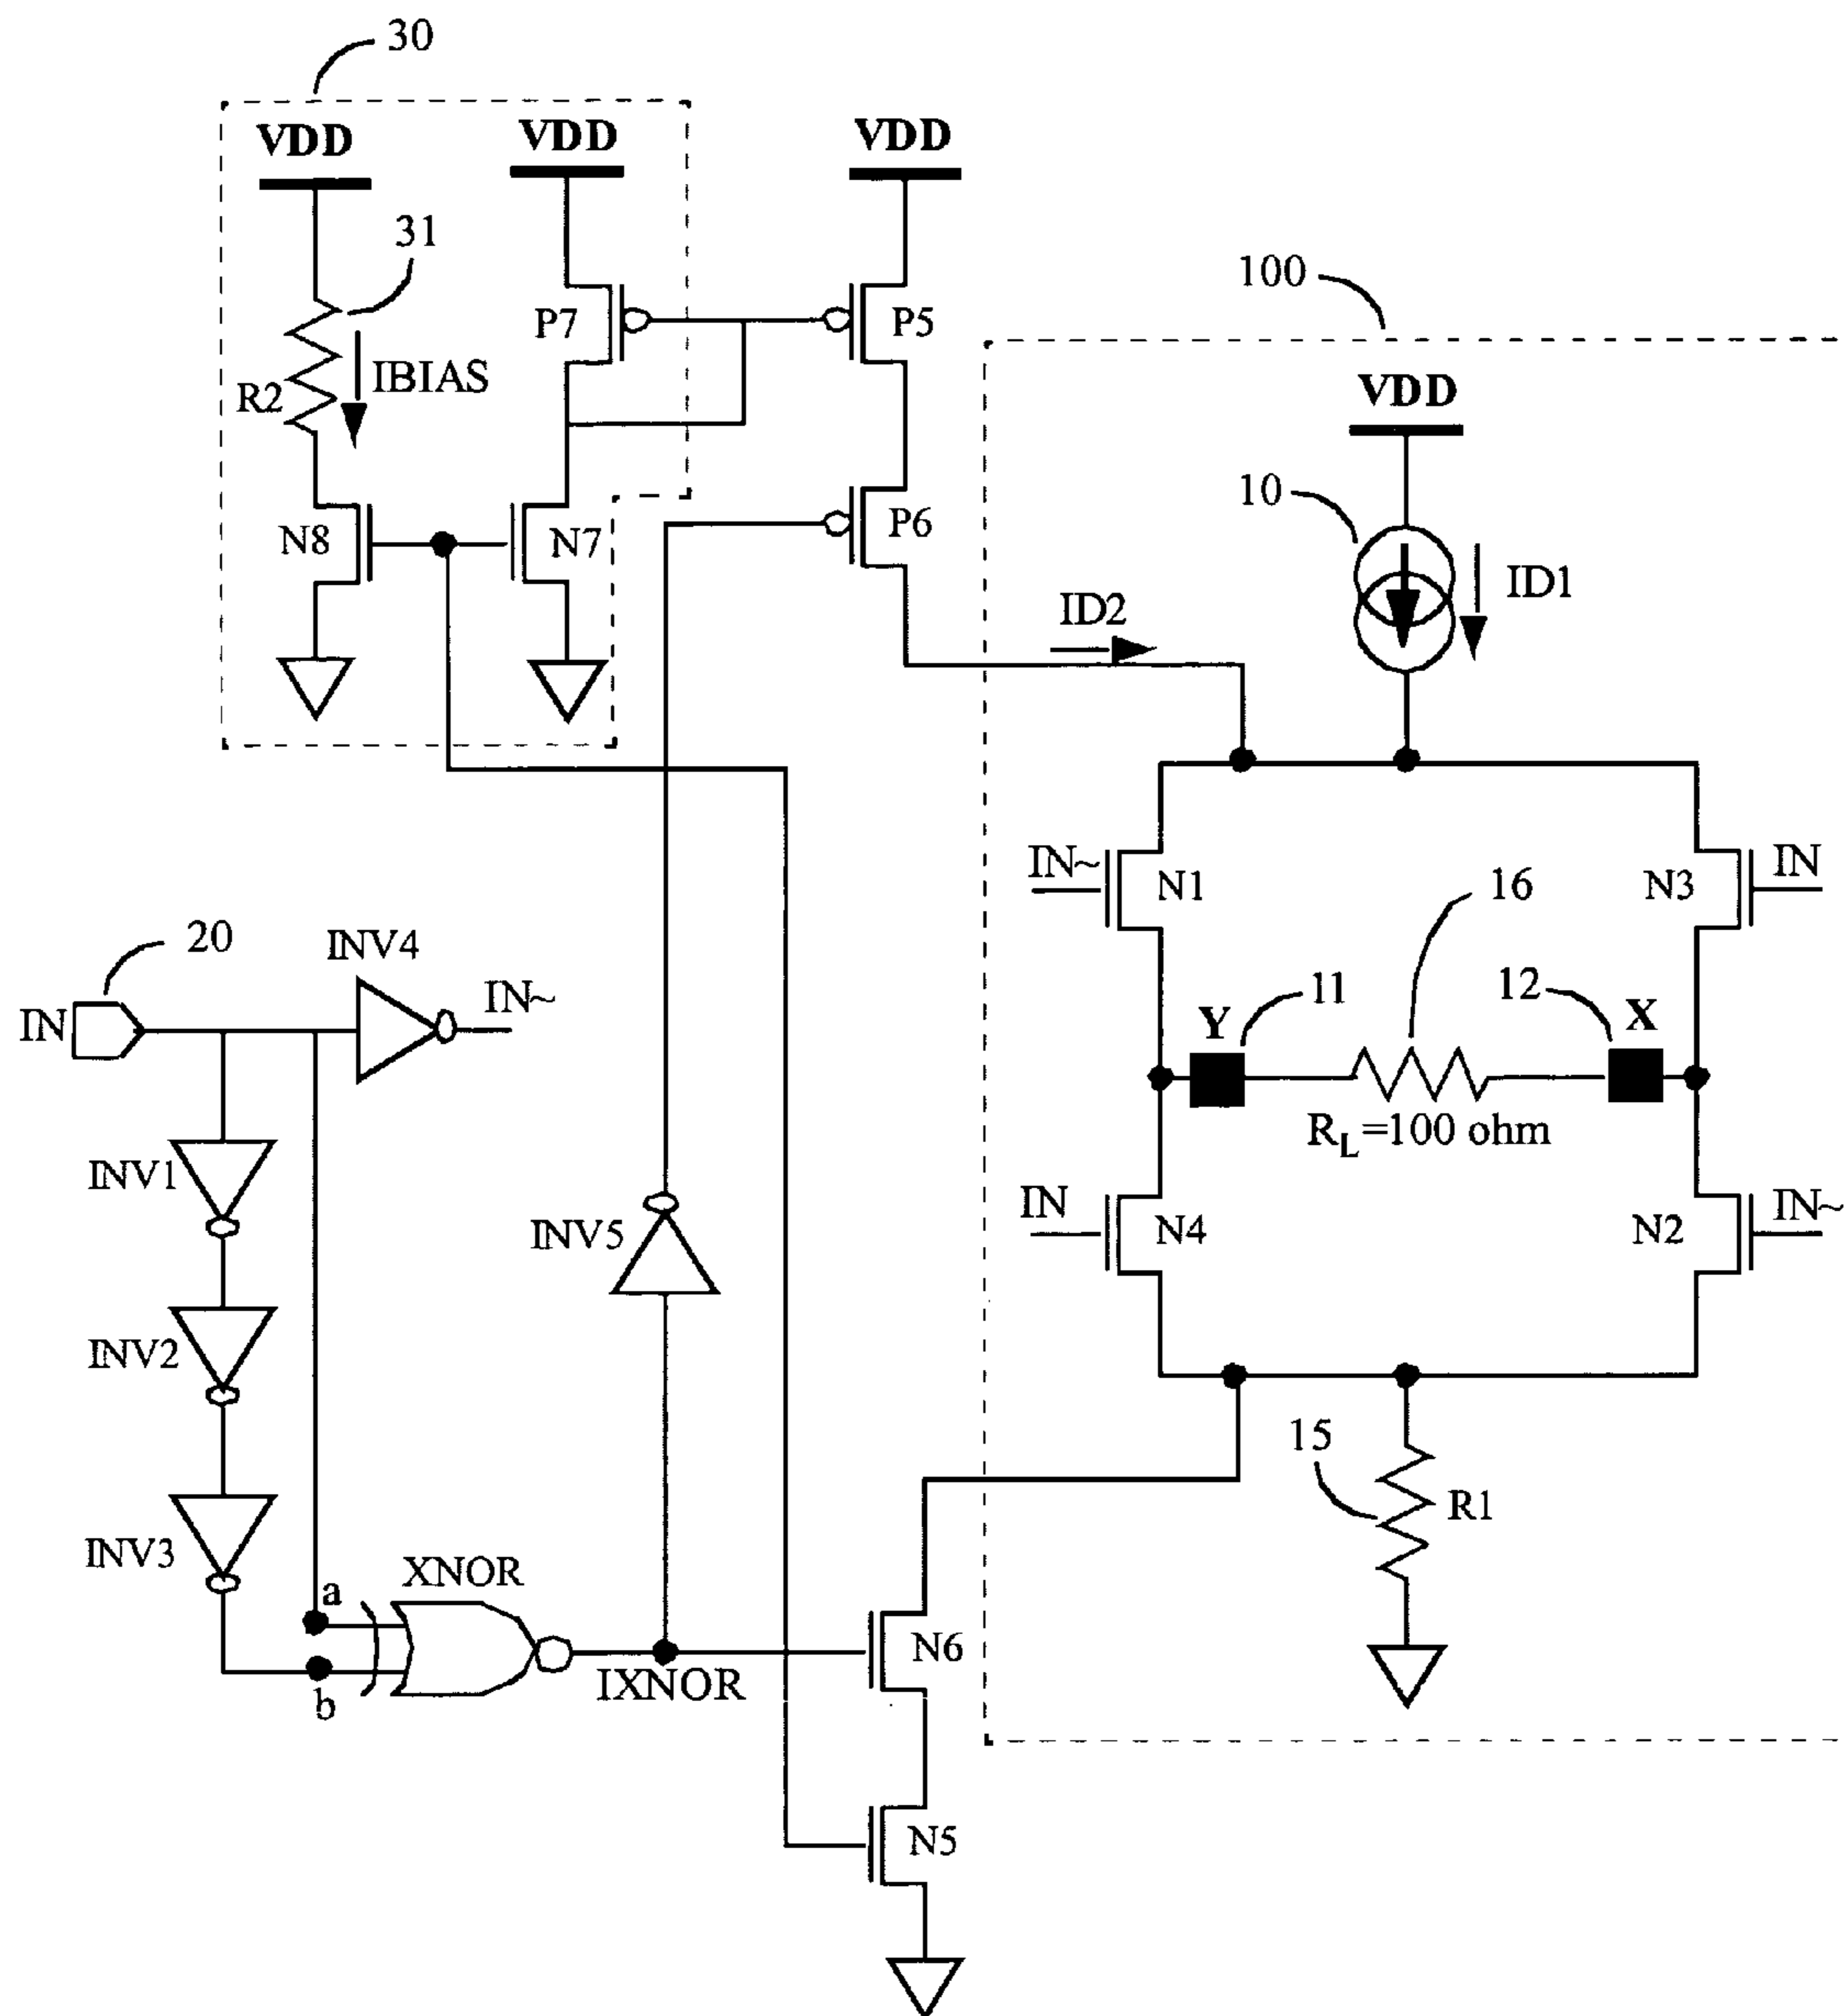 30
VDD
VDD
VDD
31
100
P7
P5
IBIAS
R2
VDD
10
P6
N8
N7
ID1
ID2
IN~
N1
16
N3
IN
20
INV4
IN
IN~
Y
11
12
X
INV1
RL=100 ohm
IN
N4
INV5
N2
IN~
INV2
15
R1
INV3
XNOR
a
N6
b
IXNOR
N5